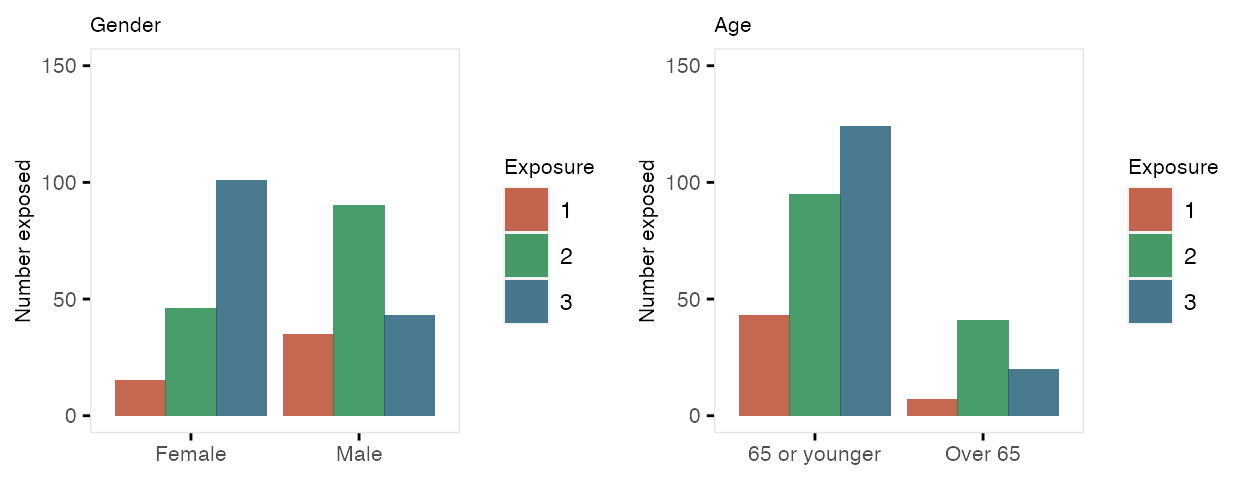 Gender
Number exposed
150
100
50
0
Female Male
Exposure
1
2
3
Age
Number exposed
150
100
50
0
65 or younger Over 65
Exposure
1
2
3